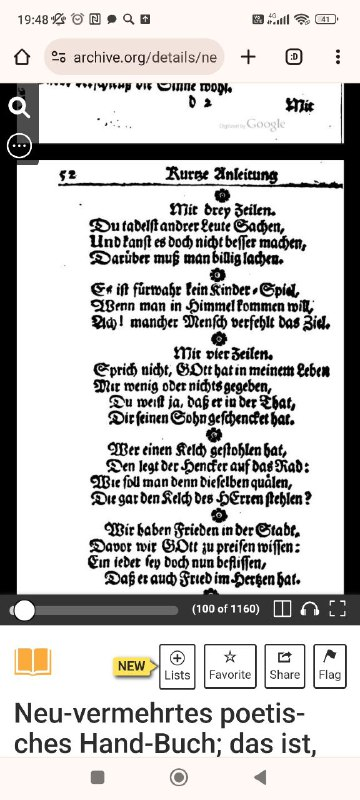 19:48
4G
41
archive.org/details/ne
:D
die Sinne wohl.
D 2
Mit
Digitized by Google
52 Kurtze Anleitung
Mit drey Zeilen.
Du tadelst andrer Leute Sachen,
Und kanst es doch nicht besser machen,
Darüber muß man billig lachen.
Es ist fürwahr kein Kinder-Spiel,
Wenn man in Himmel kommen will,
Ach! mancher Mensch verfehlt das Ziel.
Mit vier Zeilen.
Sprich nicht, GOtt hat in meinem Leben
Mir wenig oder nichts gegeben,
Du weist ja, daß er in der That,
Dir seinen Sohn geschencket hat.
Wer einen Kelch gestohlen hat,
Den legt der Hencker auf das Rad:
Wie soll man denn dieselben quälen,
Die gar den Kelch des HErren stehlen?
Wir haben Frieden in der Stadt,
Davor wir GOtt zu preisen wissen:
Ein ieder sey doch nun beflissen,
Daß er auch Fried im Hertzen hat.
(100 of 1160)
NEW
Lists
Favorite
Share
Flag
Neu-vermehrtes poetis-
ches Hand-Buch; das ist,